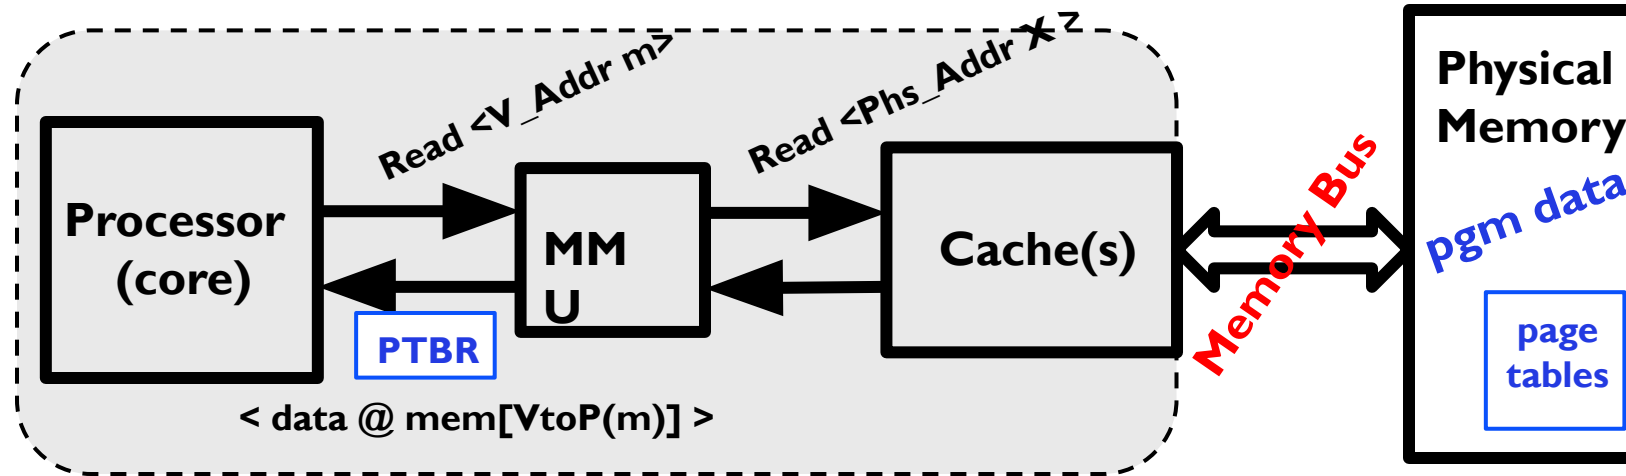 Read <V_Addr m>
Read <Phs_Addr X >
Physical
Memory
Processor
(core)
MM
U
Cache(s)
Memory Bus
pgm data
PTBR
page
tables
< data @ mem[VtoP(m)] >